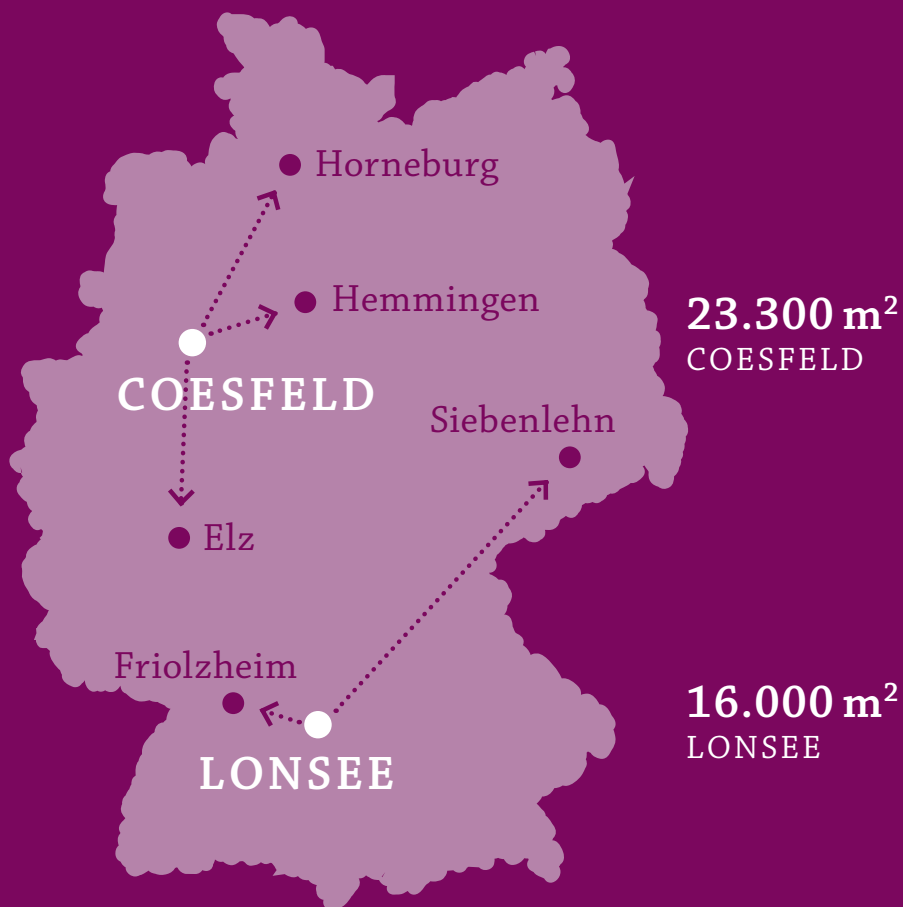 Horneburg
Hemmingen
COESFELD
Siebenlehn
Elz
Friolzheim
LONSEE
23.300 m²
COESFELD
16.000 m²
LONSEE